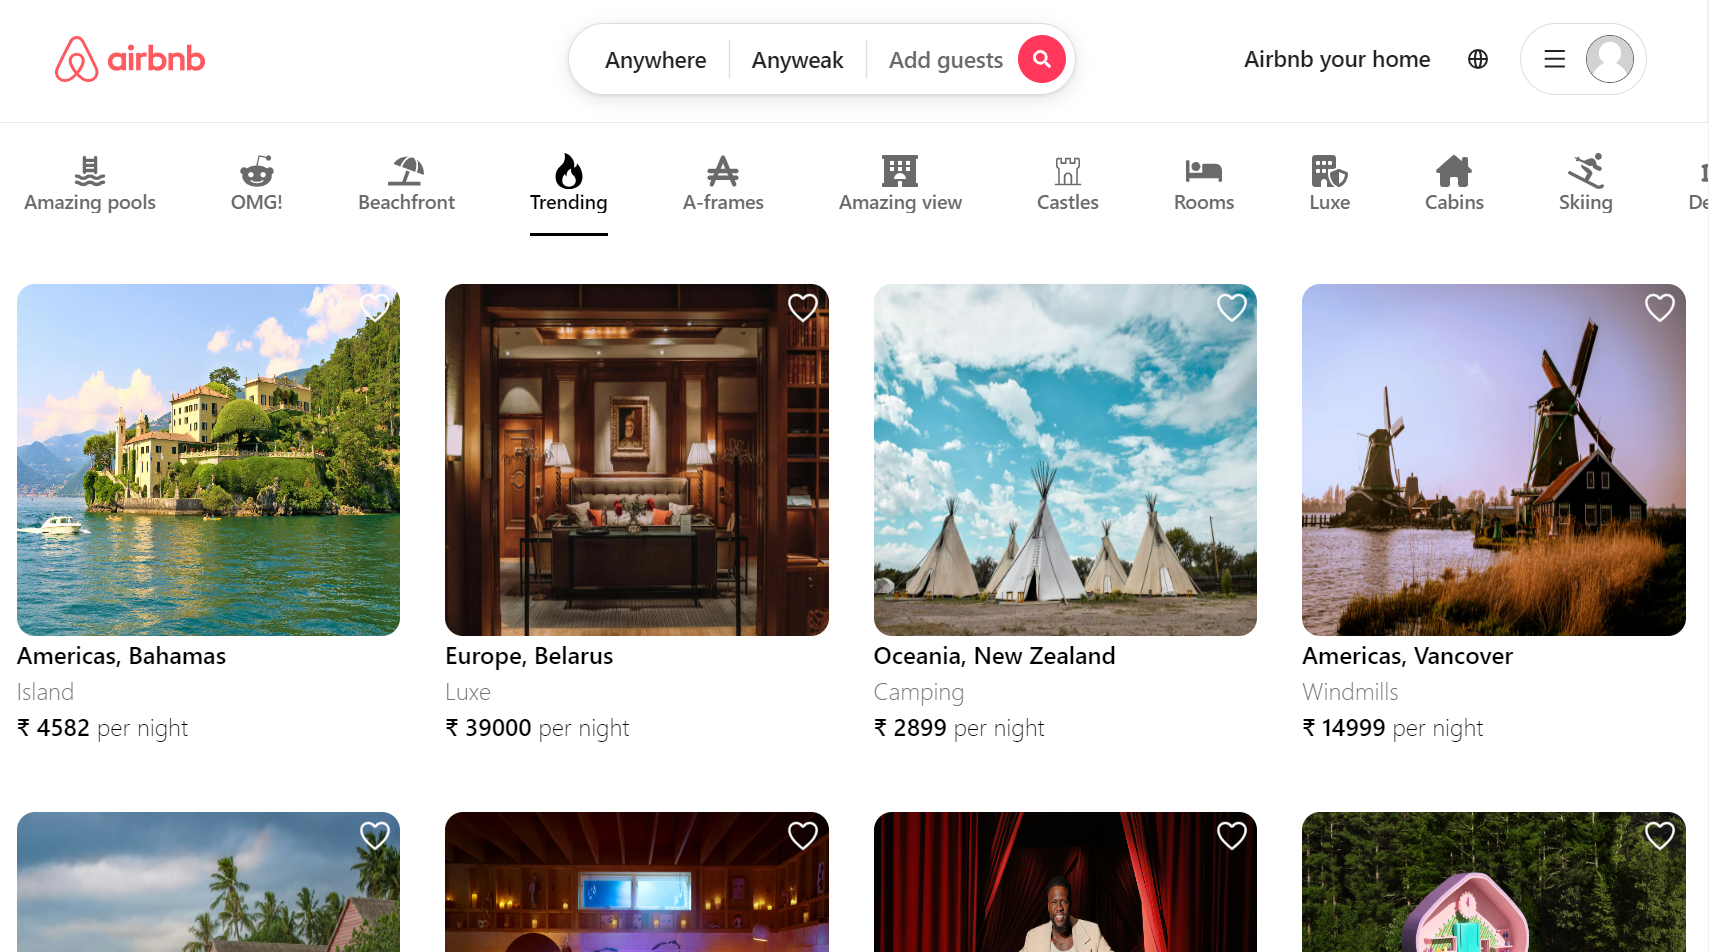 airbnb
Anywhere Anyweak Add guests
Airbnb your home
Amazing pools OMG! Beachfront Trending A-frames Amazing view Castles Rooms Luxe Cabins Skiing
Americas, Bahamas
Island
₹ 4582 per night
Europe, Belarus
Luxe
₹ 39000 per night
Oceania, New Zealand
Camping
₹ 2899 per night
Americas, Vancover
Windmills
₹ 14999 per night